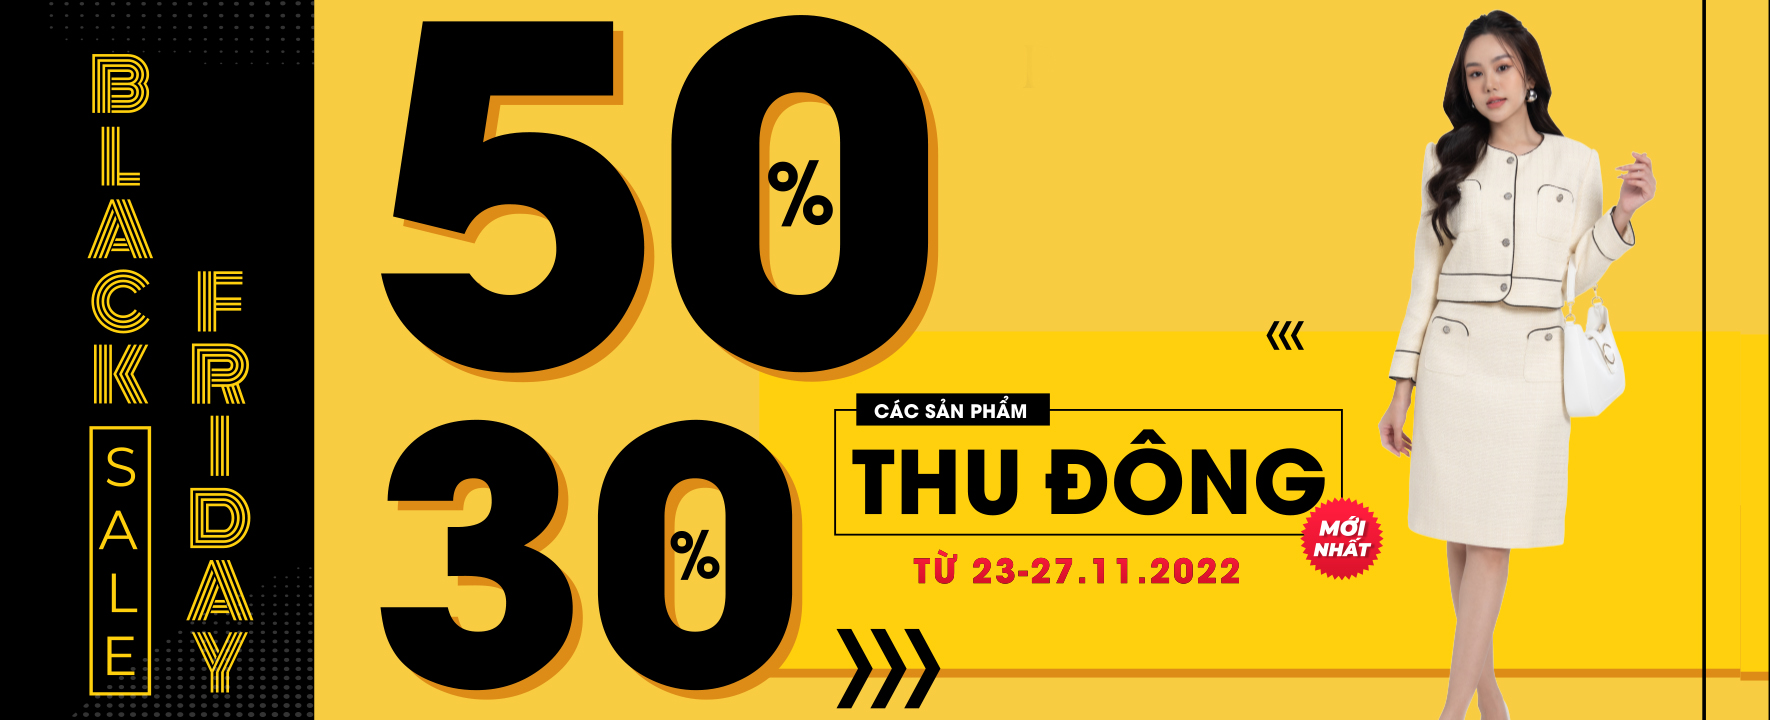 BLACK
FRIDAY
SALE
50%
30%
CÁC SẢN PHẨM
THU ĐÔNG
MỚI
NHẤT
TỪ 23-27.11.2022